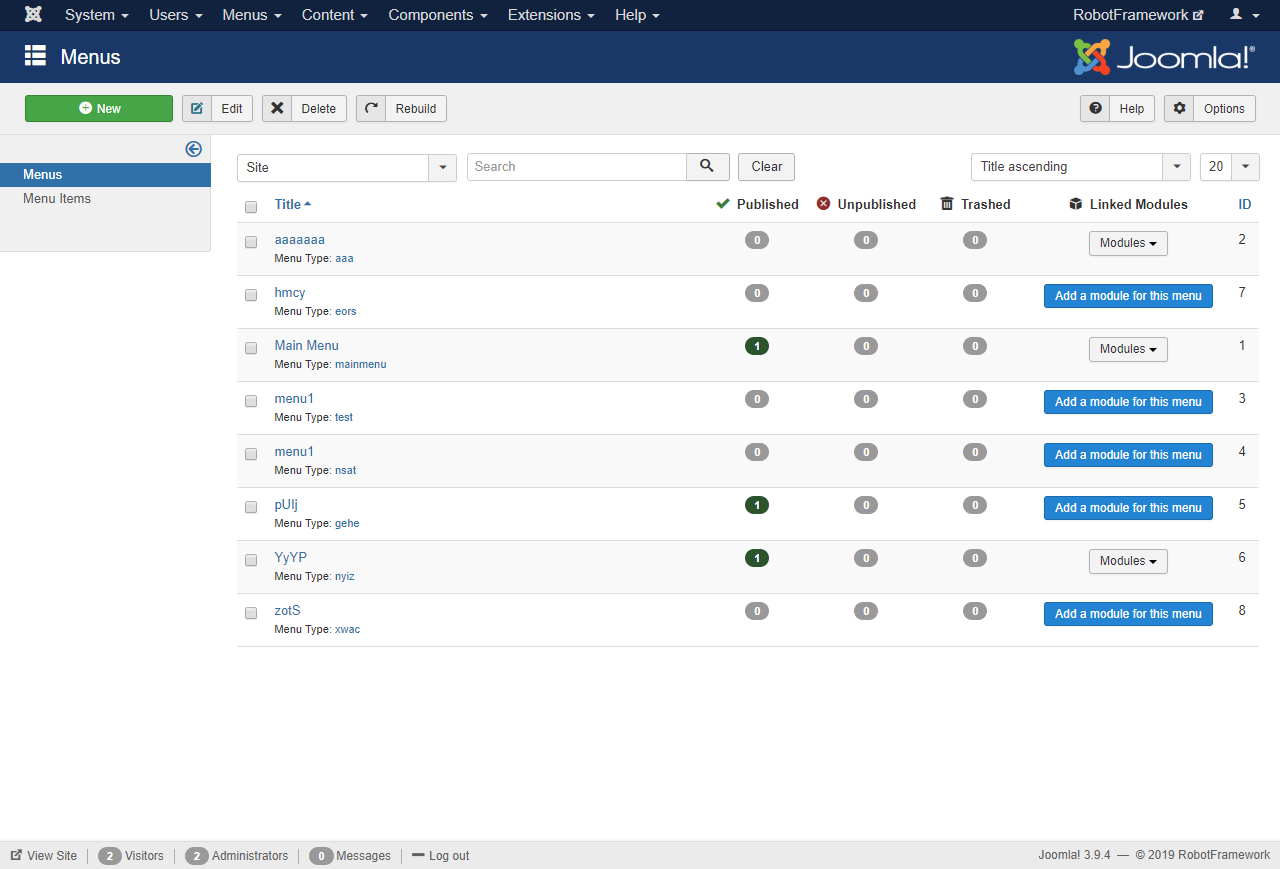 System Users Menus Content Components Extensions Help RobotFramework
Menus Joomla!®
New Edit Delete Rebuild Help Options
Menus
Menu Items
Site Search Clear Title ascending 20
Title Published Unpublished Trashed Linked Modules ID
aaaaaaa 0 0 0 Modules 2
Menu Type: aaa
hmcy 0 0 0 Add a module for this menu 7
Menu Type: eors
Main Menu 1 0 0 Modules 1
Menu Type: mainmenu
menu1 0 0 0 Add a module for this menu 3
Menu Type: test
menu1 0 0 0 Add a module for this menu 4
Menu Type: nsat
pUIj 1 0 0 Add a module for this menu 5
Menu Type: gehe
YyYP 1 0 0 Modules 6
Menu Type: nyiz
zotS 0 0 0 Add a module for this menu 8
Menu Type: xwac
View Site 2 Visitors 2 Administrators 0 Messages Log out Joomla! 3.9.4 — © 2019 RobotFramework